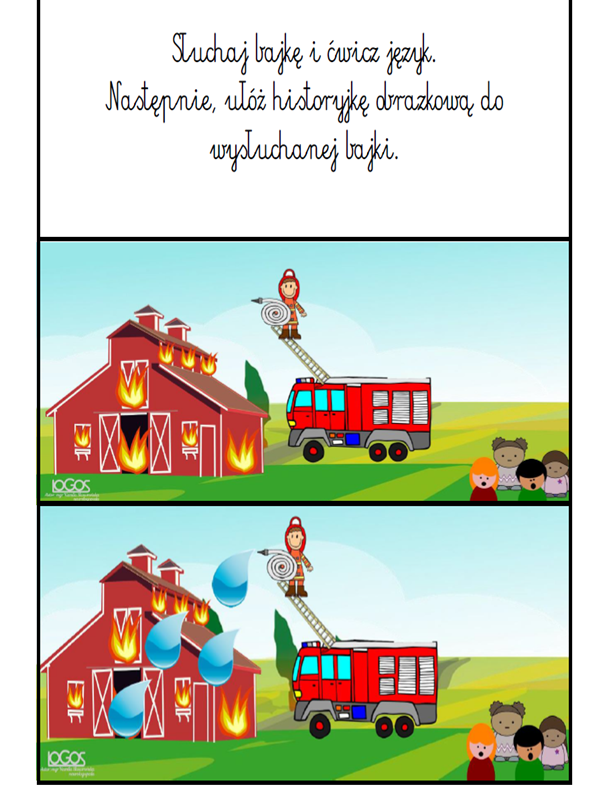 Słuchaj bajkę i ćwicz język.
Następnie, ułóż historyjkę obrazkową do
wysłuchanej bajki.
LOGOS
LOGOS